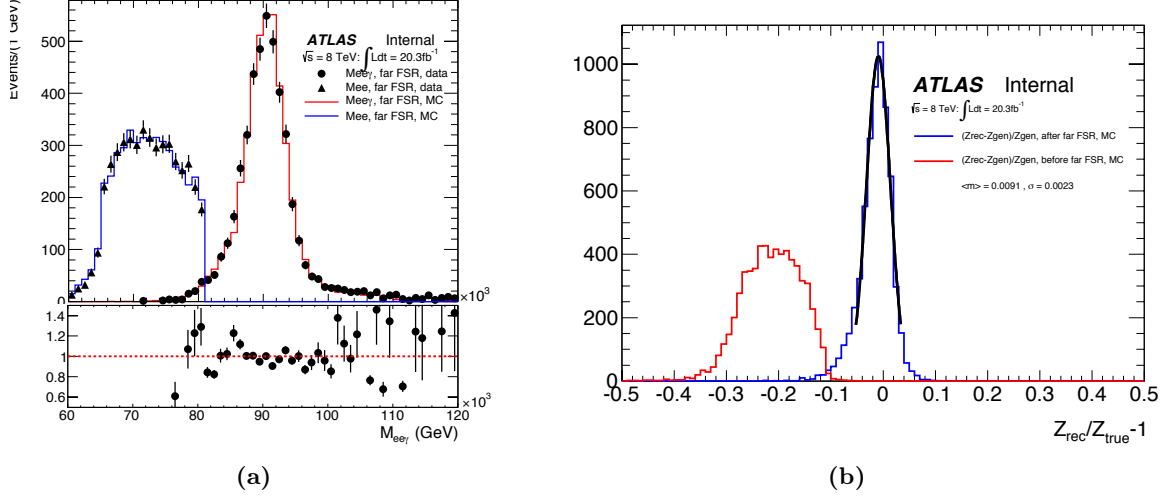 Events/(1 GeV)
500
400
300
200
100
0
ATLAS Internal
√s = 8 TeV: ∫Ldt = 20.3fb⁻¹
Meeγ, far FSR, data
Mee, far FSR, data
Meeγ, far FSR, MC
Mee, far FSR, MC
×10³
1.4
1.2
1
0.8
0.6
60 70 80 90 100 110 120
×10³
M_eeγ (GeV)
(a)
1000
800
600
400
200
0
ATLAS Internal
√s = 8 TeV: ∫Ldt = 20.3fb⁻¹
(Zrec-Zgen)/Zgen, after far FSR, MC
(Zrec-Zgen)/Zgen, before far FSR, MC
<m> = 0.0091 , σ = 0.0023
-0.5 -0.4 -0.3 -0.2 -0.1 0 0.1 0.2 0.3 0.4 0.5
Z_rec/Z_true-1
(b)